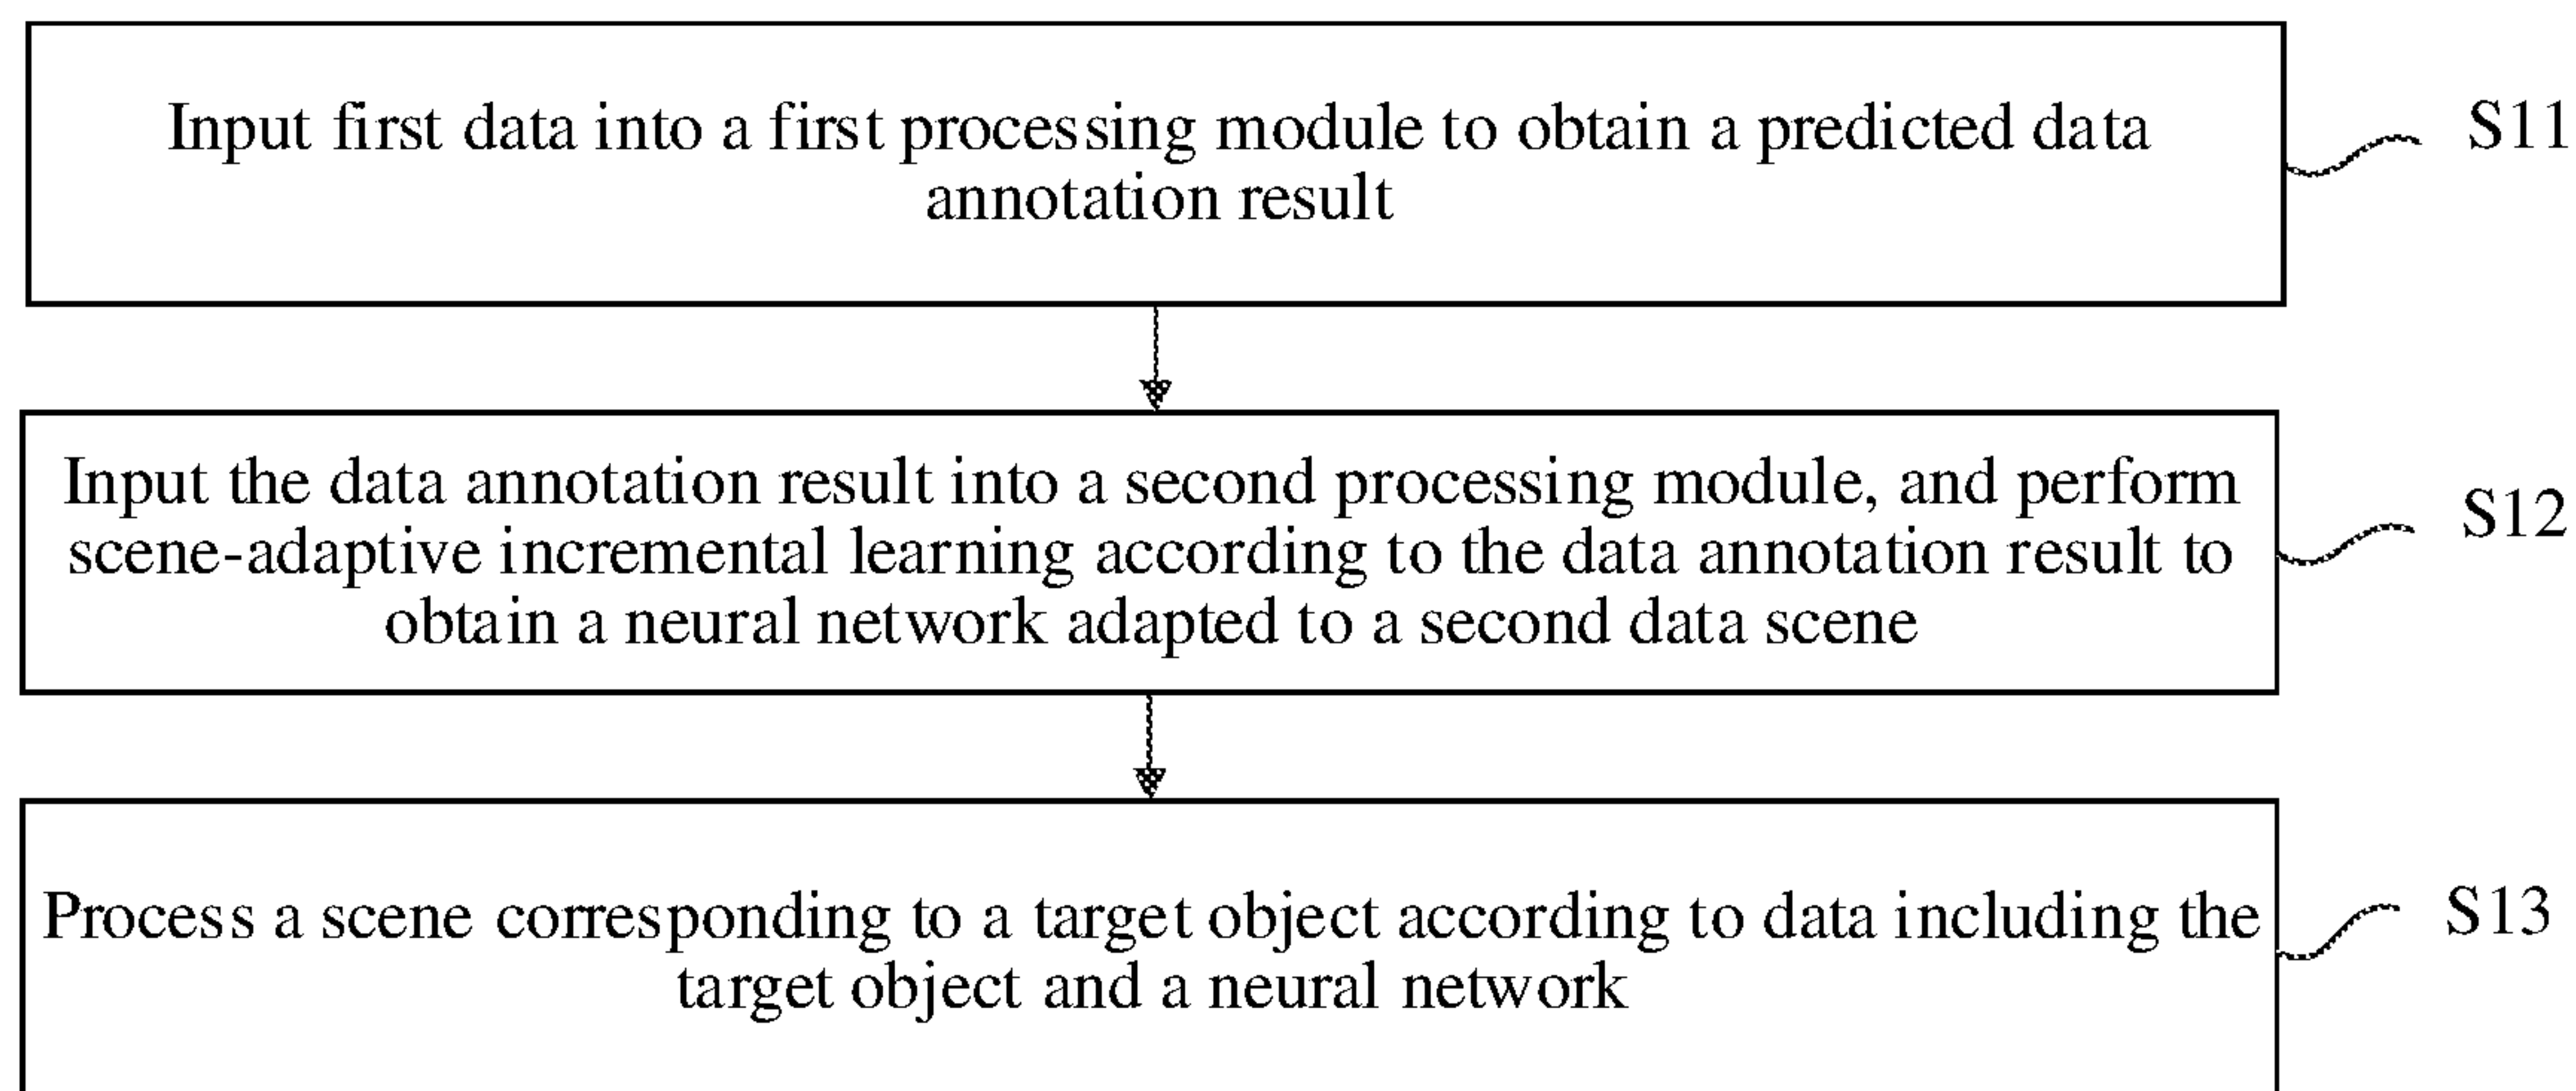 Input first data into a first processing module to obtain a predicted data
annotation result
S11
Input the data annotation result into a second processing module, and perform
scene-adaptive incremental learning according to the data annotation result to
obtain a neural network adapted to a second data scene
S12
Process a scene corresponding to a target object according to data including the
target object and a neural network
S13